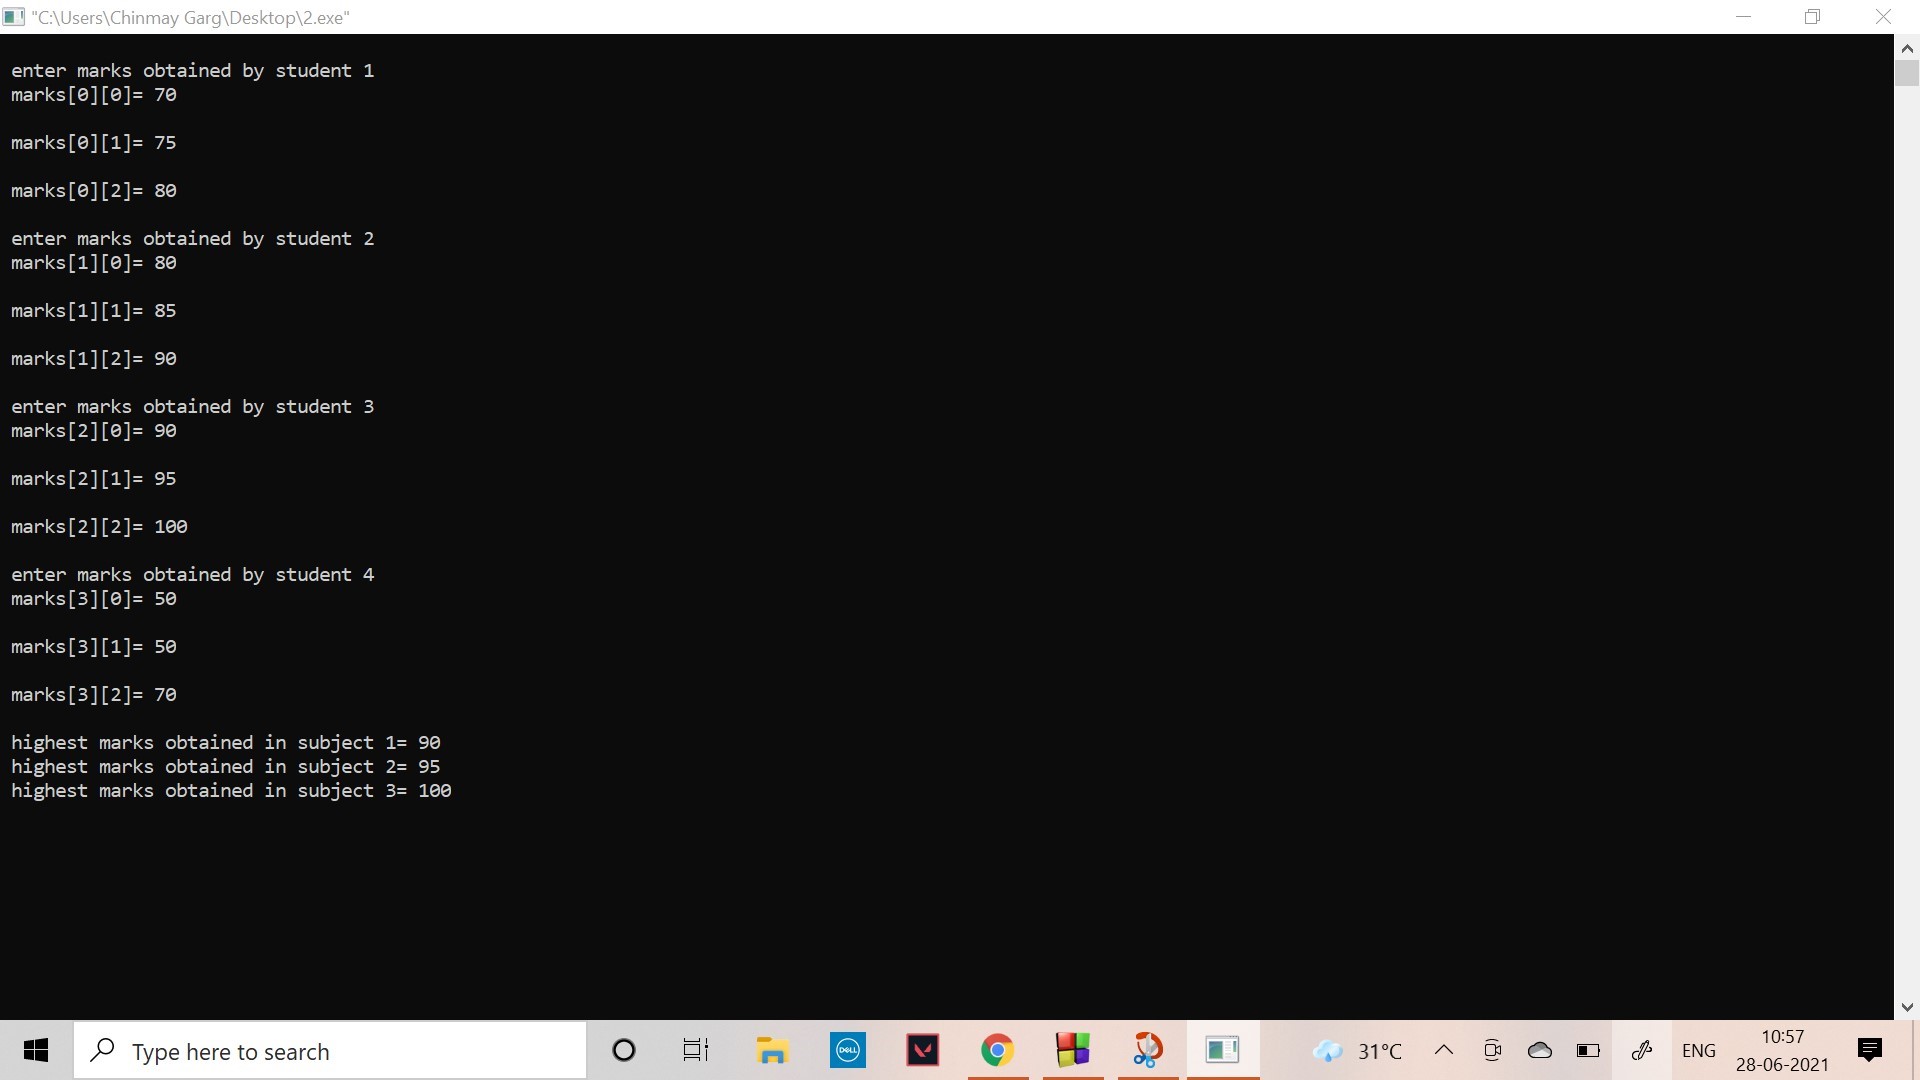 "C:\Users\Chinmay Garg\Desktop\2.exe"
enter marks obtained by student 1
marks[0][0]= 70
marks[0][1]= 75
marks[0][2]= 80
enter marks obtained by student 2
marks[1][0]= 80
marks[1][1]= 85
marks[1][2]= 90
enter marks obtained by student 3
marks[2][0]= 90
marks[2][1]= 95
marks[2][2]= 100
enter marks obtained by student 4
marks[3][0]= 50
marks[3][1]= 50
marks[3][2]= 70
highest marks obtained in subject 1= 90
highest marks obtained in subject 2= 95
highest marks obtained in subject 3= 100
Type here to search
DELL
31°C
ENG
10:57
28-06-2021